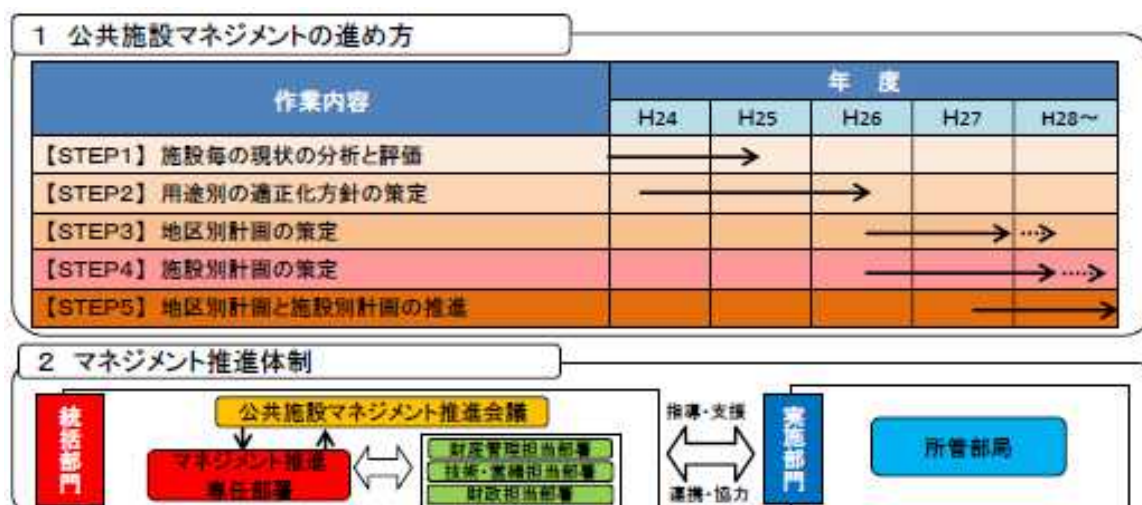 1 公共施設マネジメントの進め方
作業内容
年 度
H24 H25 H26 H27 H28～
【STEP1】 施設毎の現状の分析と評価
【STEP2】 用途別の適正化方針の策定
【STEP3】 地区別計画の策定
【STEP4】 施設別計画の策定
【STEP5】 地区別計画と施設別計画の推進
2 マネジメント推進体制
統括部門
公共施設マネジメント推進会議
マネジメント推進
専任部署
財産管理担当部署
技術・営繕担当部署
財政担当部署
指導・支援
連携・協力
実施部門
所管部局